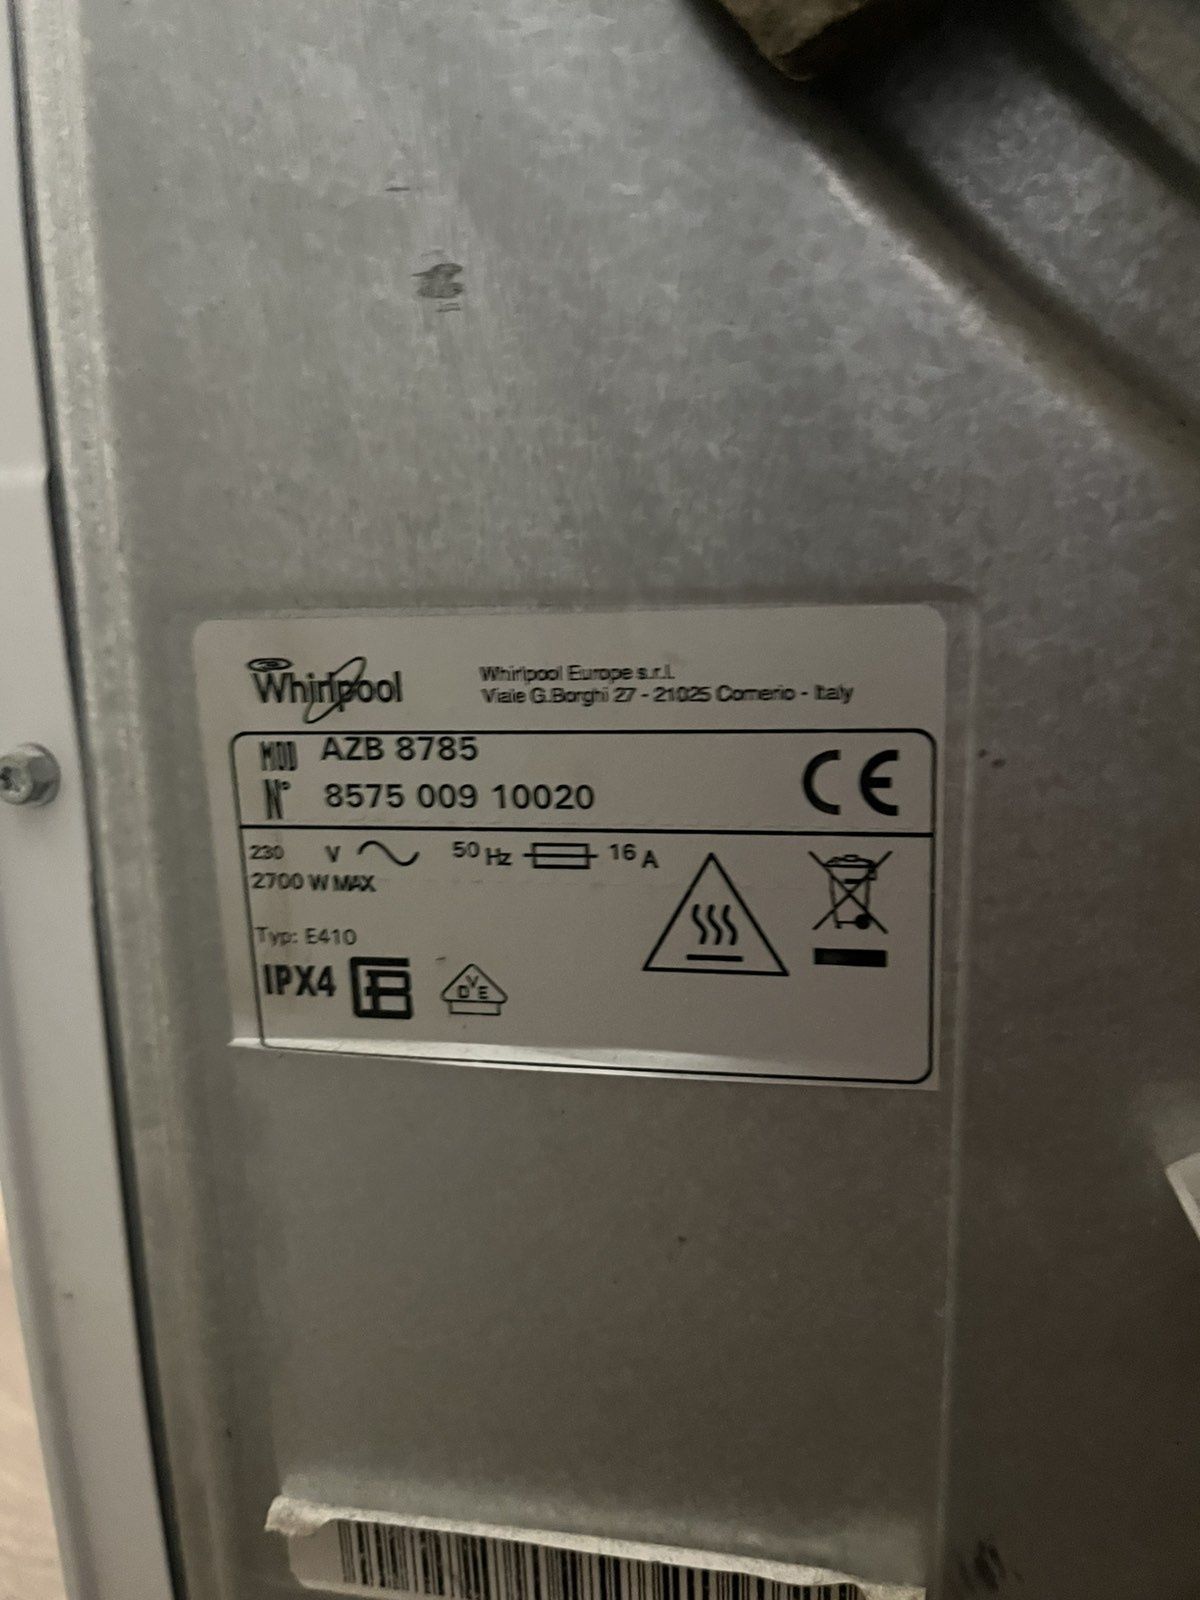 Whirlpool
Whirlpool Europe s.r.l.
Viale G.Borghi 27 - 21025 Comerio - Italy
MOD AZB 8785
N° 8575 009 10020
CE
230 V 50 Hz 16 A
2700 W MAX
Typ: E410
IPX4
DVE